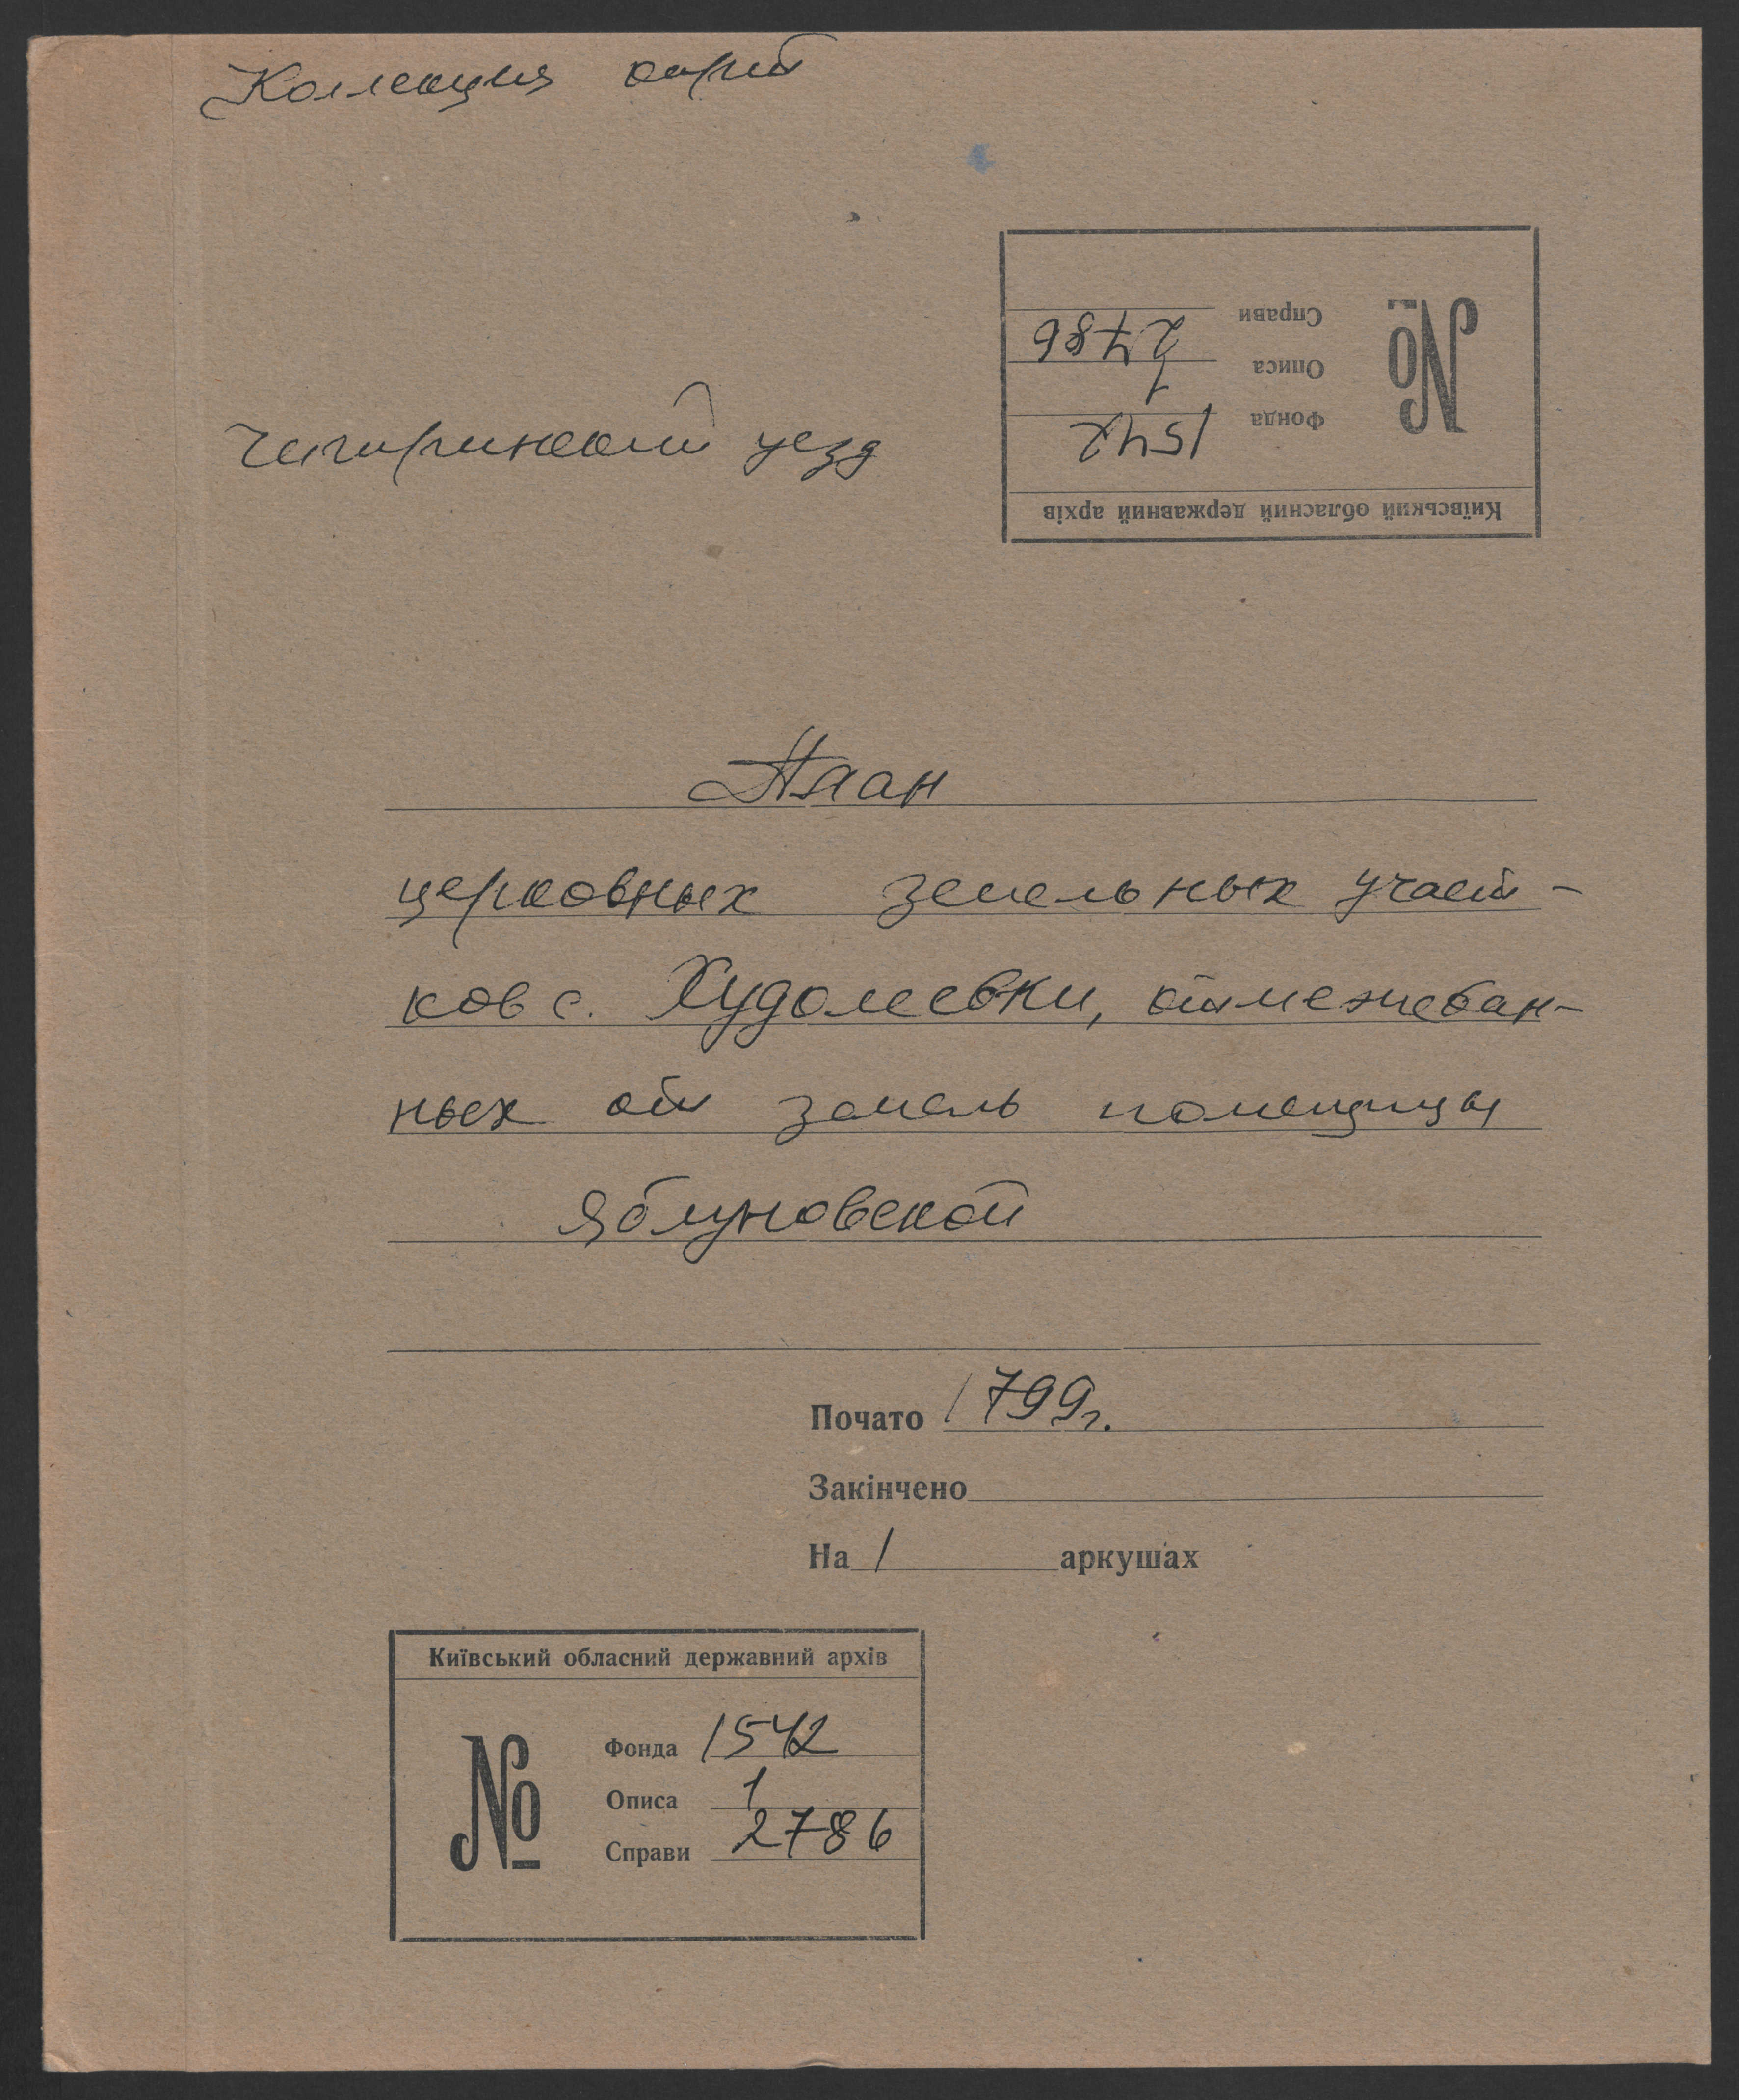 Коллекция карт
Чигиринский уезд
Київський обласний державний архів
№
Фонда 1542
Описа 1
Справи 2786
План
церковных земельных участ-
ков с. Худолеевки, отмежеван-
ных от земель помещицы
Яблуновской
Почато 1799г.
Закінчено
На 1 аркушах
Київський обласний державний архів
№
Фонда 1542
Описа 1
Справи 2786